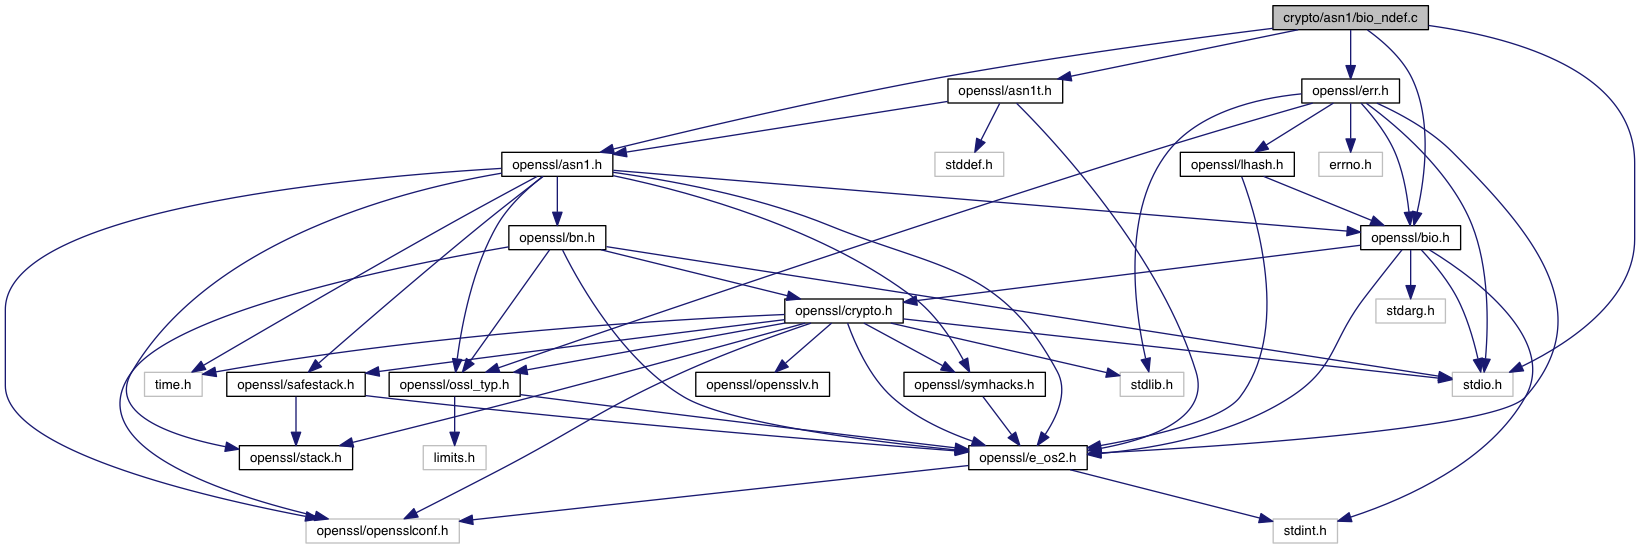 crypto/asn1/bio_ndef.c
openssl/asn1t.h
openssl/err.h
openssl/asn1.h
stddef.h
openssl/lhash.h
errno.h
openssl/bn.h
openssl/bio.h
openssl/crypto.h
stdarg.h
time.h
openssl/safestack.h
openssl/ossl_typ.h
openssl/opensslv.h
openssl/symhacks.h
stdlib.h
stdio.h
openssl/stack.h
limits.h
openssl/e_os2.h
openssl/opensslconf.h
stdint.h